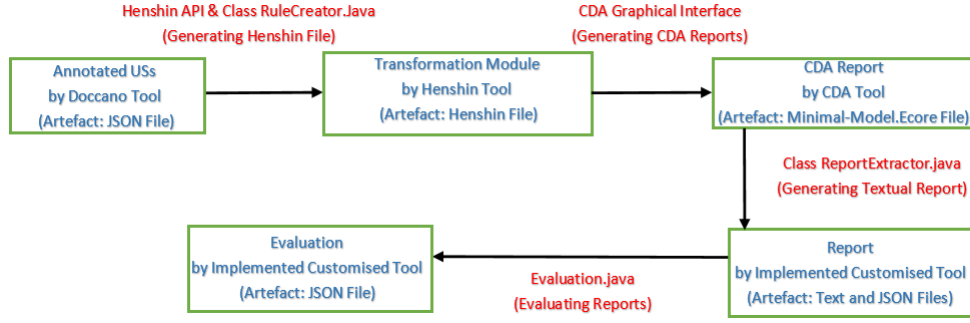 Henshin API & Class RuleCreator.Java
(Generating Henshin File)
CDA Graphical Interface
(Generating CDA Reports)
Annotated USs
by Doccano Tool
(Artefact: JSON File)
Transformation Module
by Henshin Tool
(Artefact: Henshin File)
CDA Report
by CDA Tool
(Artefact: Minimal-Model.Ecore File)
Class ReportExtractor.java
(Generating Textual Report)
Evaluation
by Implemented Customised Tool
(Artefact: JSON File)
Evaluation.java
(Evaluating Reports)
Report
by Implemented Customised Tool
(Artefact: Text and JSON Files)